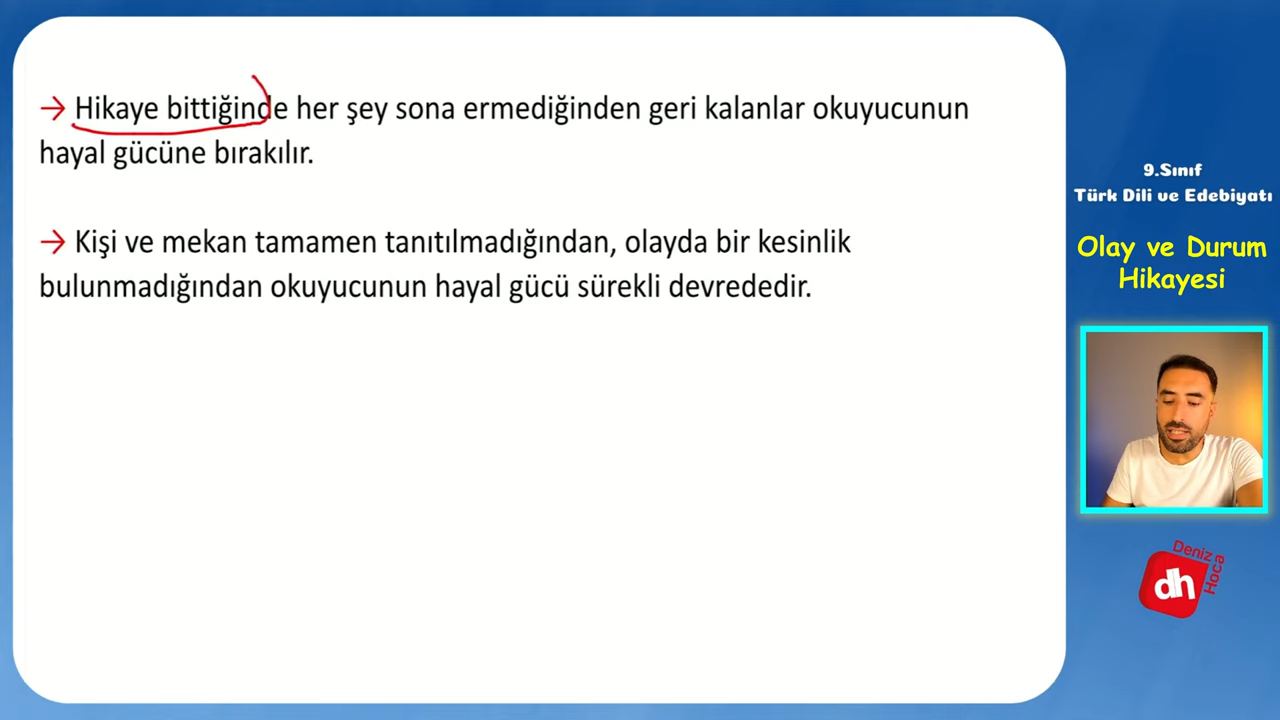 → Hikaye bittiğinde her şey sona ermediğinden geri kalanlar okuyucunun
hayal gücüne bırakılır.
→ Kişi ve mekan tamamen tanıtılmadığından, olayda bir kesinlik
bulunmadığından okuyucunun hayal gücü sürekli devrededir.
9.Sınıf
Türk Dili ve Edebiyatı
Olay ve Durum
Hikayesi
Deniz
Hoca
dh